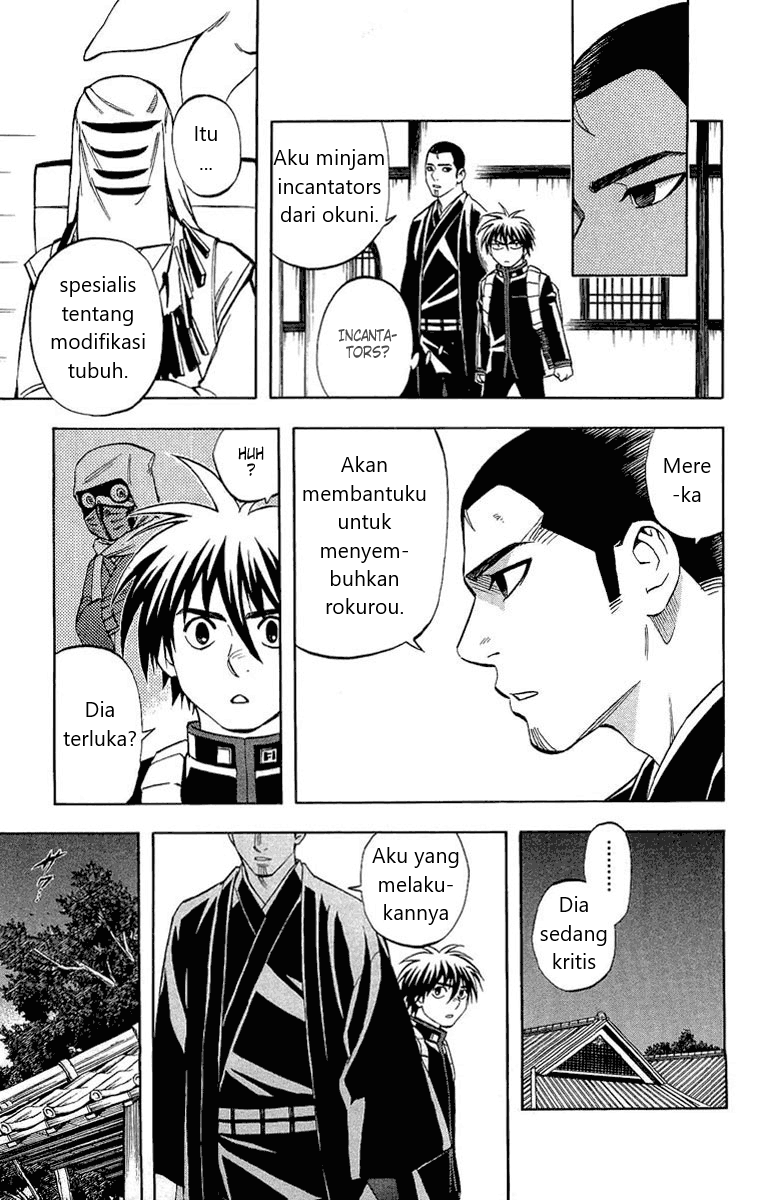 Aku minjam
incantators
dari okuni.
INCANTA-
TORS?
Itu
...
spesialis
tentang
modifikasi
tubuh.
Mere
-ka
Akan
membantuku
untuk
menyem-
buhkan
rokurou.
HUH
?
Dia
terluka?
.........
Dia
sedang
kritis
Aku yang
melaku-
kannya